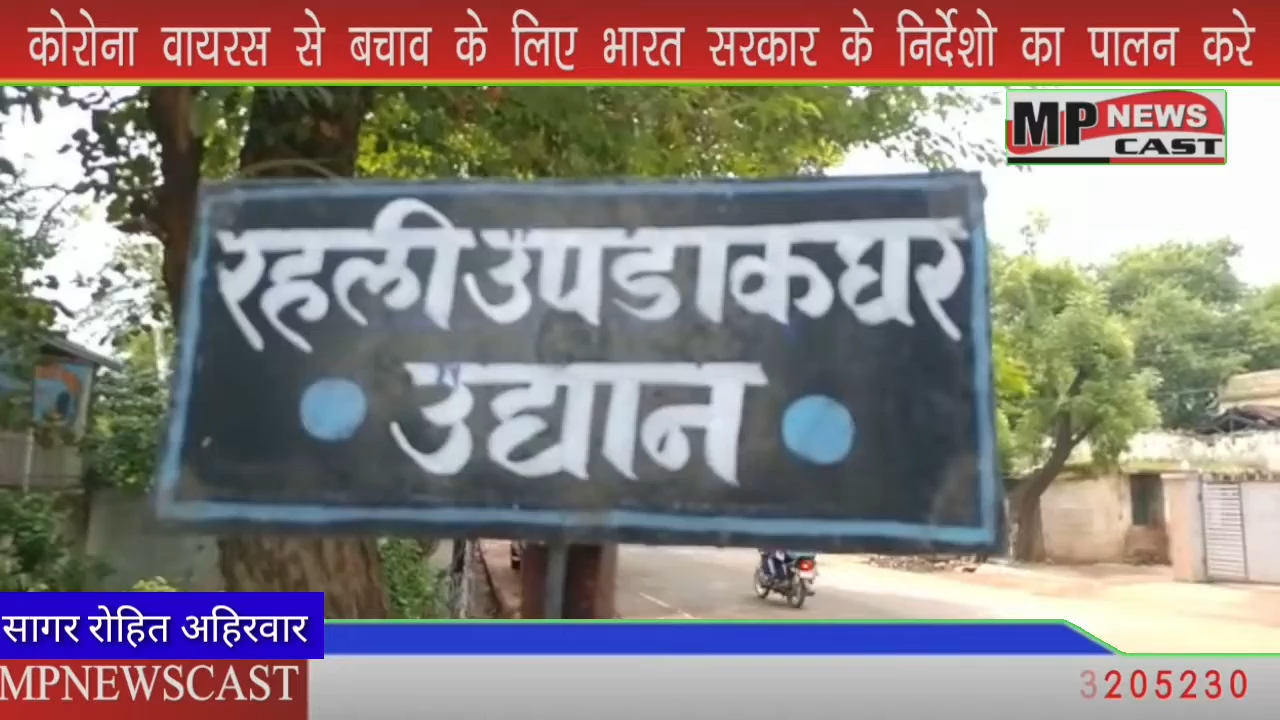 कोरोना वायरस से बचाव के लिए भारत सरकार के निर्देशो का पालन करे
MP NEWS
CAST
रहली उपडाकघर
उद्यान
सागर रोहित अहिरवार
MPNEWSCAST
3205230